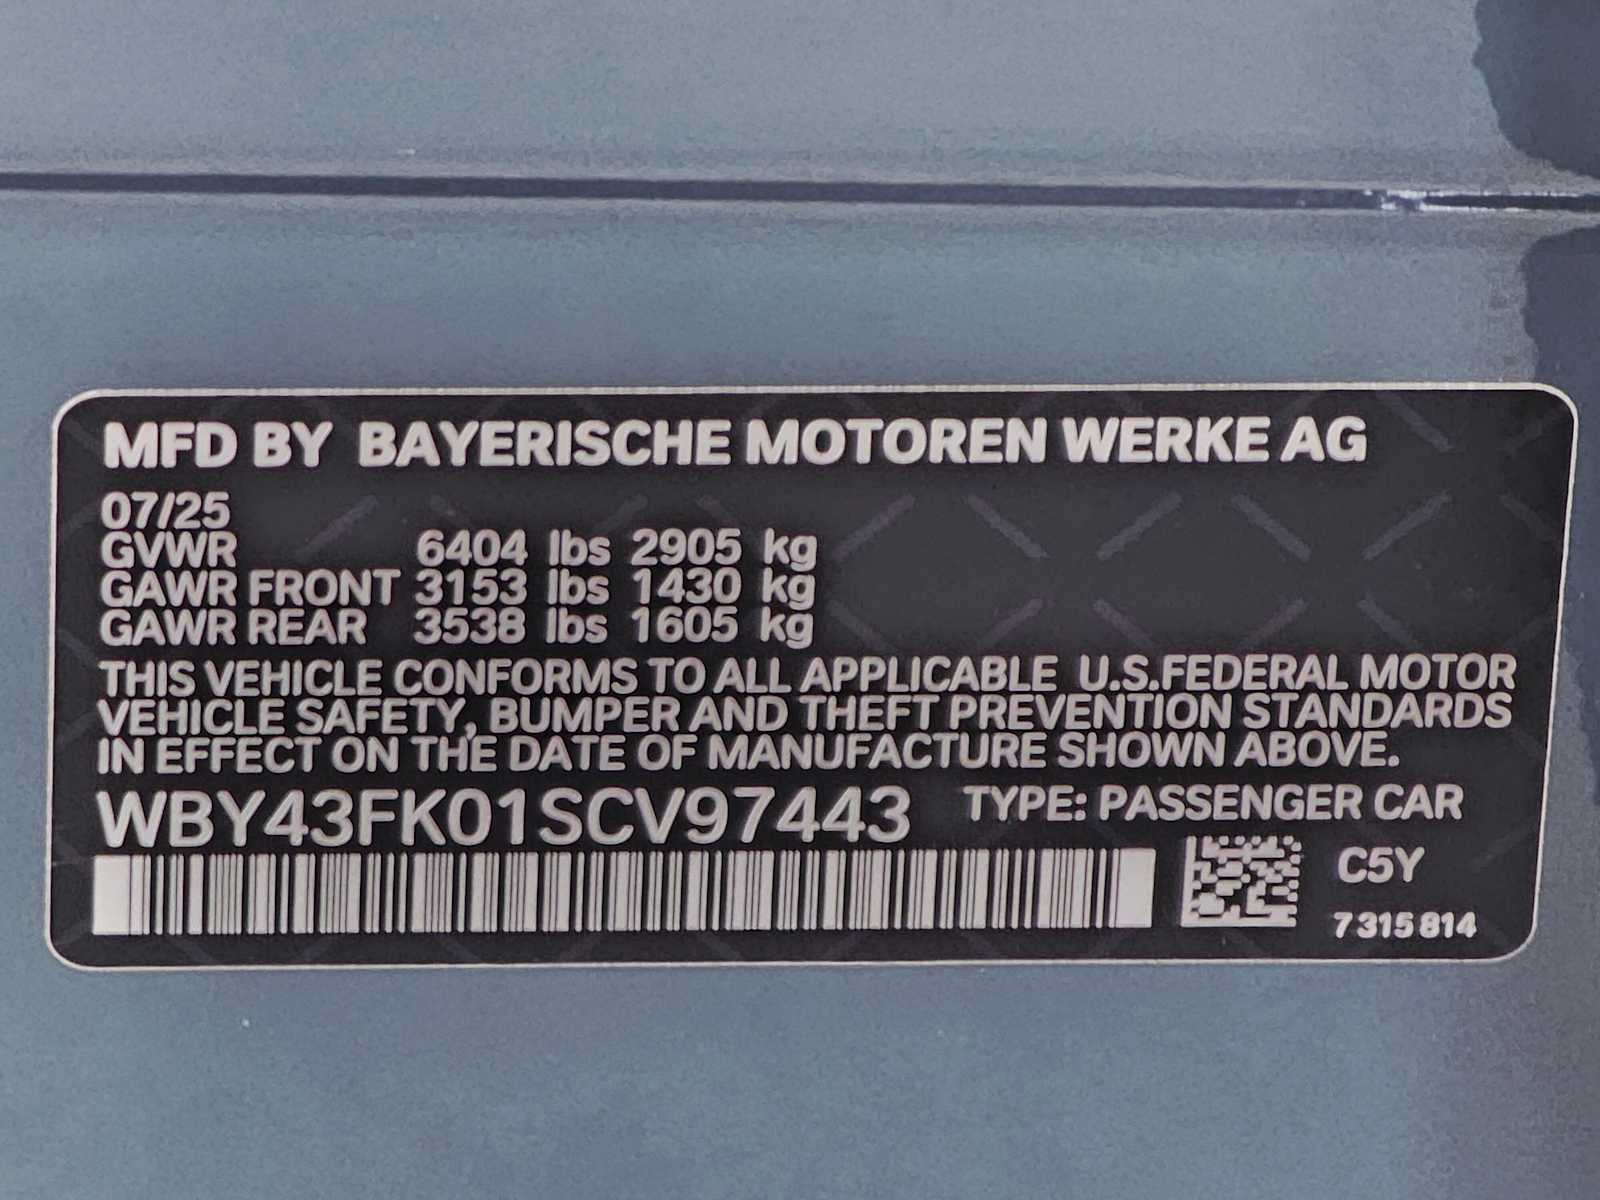 MFD BY BAYERISCHE MOTOREN WERKE AG
07/25
GVWR 6404 lbs 2905 kg
GAWR FRONT 3153 lbs 1430 kg
GAWR REAR 3538 lbs 1605 kg
THIS VEHICLE CONFORMS TO ALL APPLICABLE U.S.FEDERAL MOTOR
VEHICLE SAFETY, BUMPER AND THEFT PREVENTION STANDARDS
IN EFFECT ON THE DATE OF MANUFACTURE SHOWN ABOVE.
WBY43FK01SCV97443 TYPE: PASSENGER CAR
C5Y
7 315 814